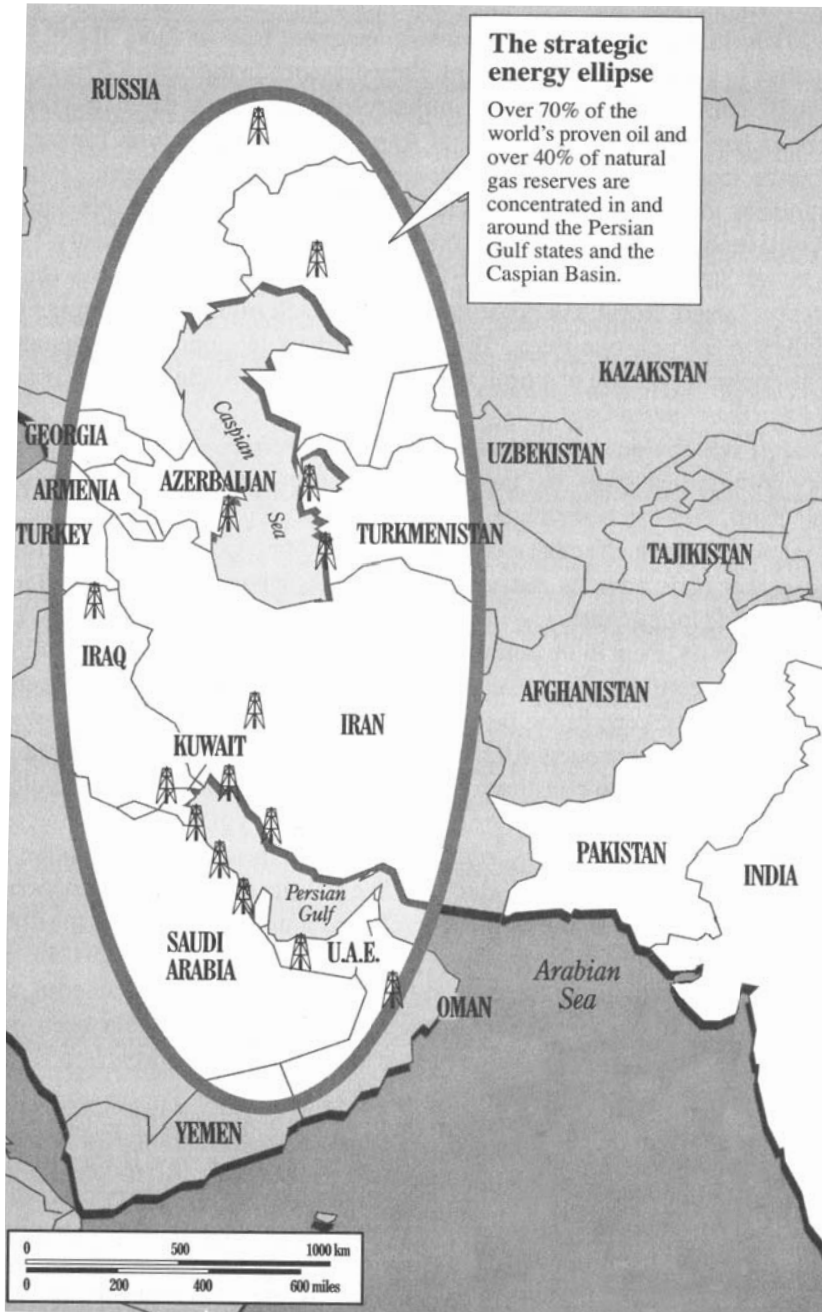 The strategic
energy ellipse
Over 70% of the
world's proven oil and
over 40% of natural
gas reserves are
concentrated in and
around the Persian
Gulf states and the
Caspian Basin.
RUSSIA
KAZAKSTAN
GEORGIA
Caspian
Sea
UZBEKISTAN
ARMENIA
AZERBAIJAN
TURKEY
TURKMENISTAN
TAJIKISTAN
IRAQ
AFGHANISTAN
KUWAIT
IRAN
PAKISTAN
INDIA
Persian
Gulf
SAUDI
ARABIA
U.A.E.
Arabian
Sea
OMAN
YEMEN
0 500 1000 km
0 200 400 600 miles